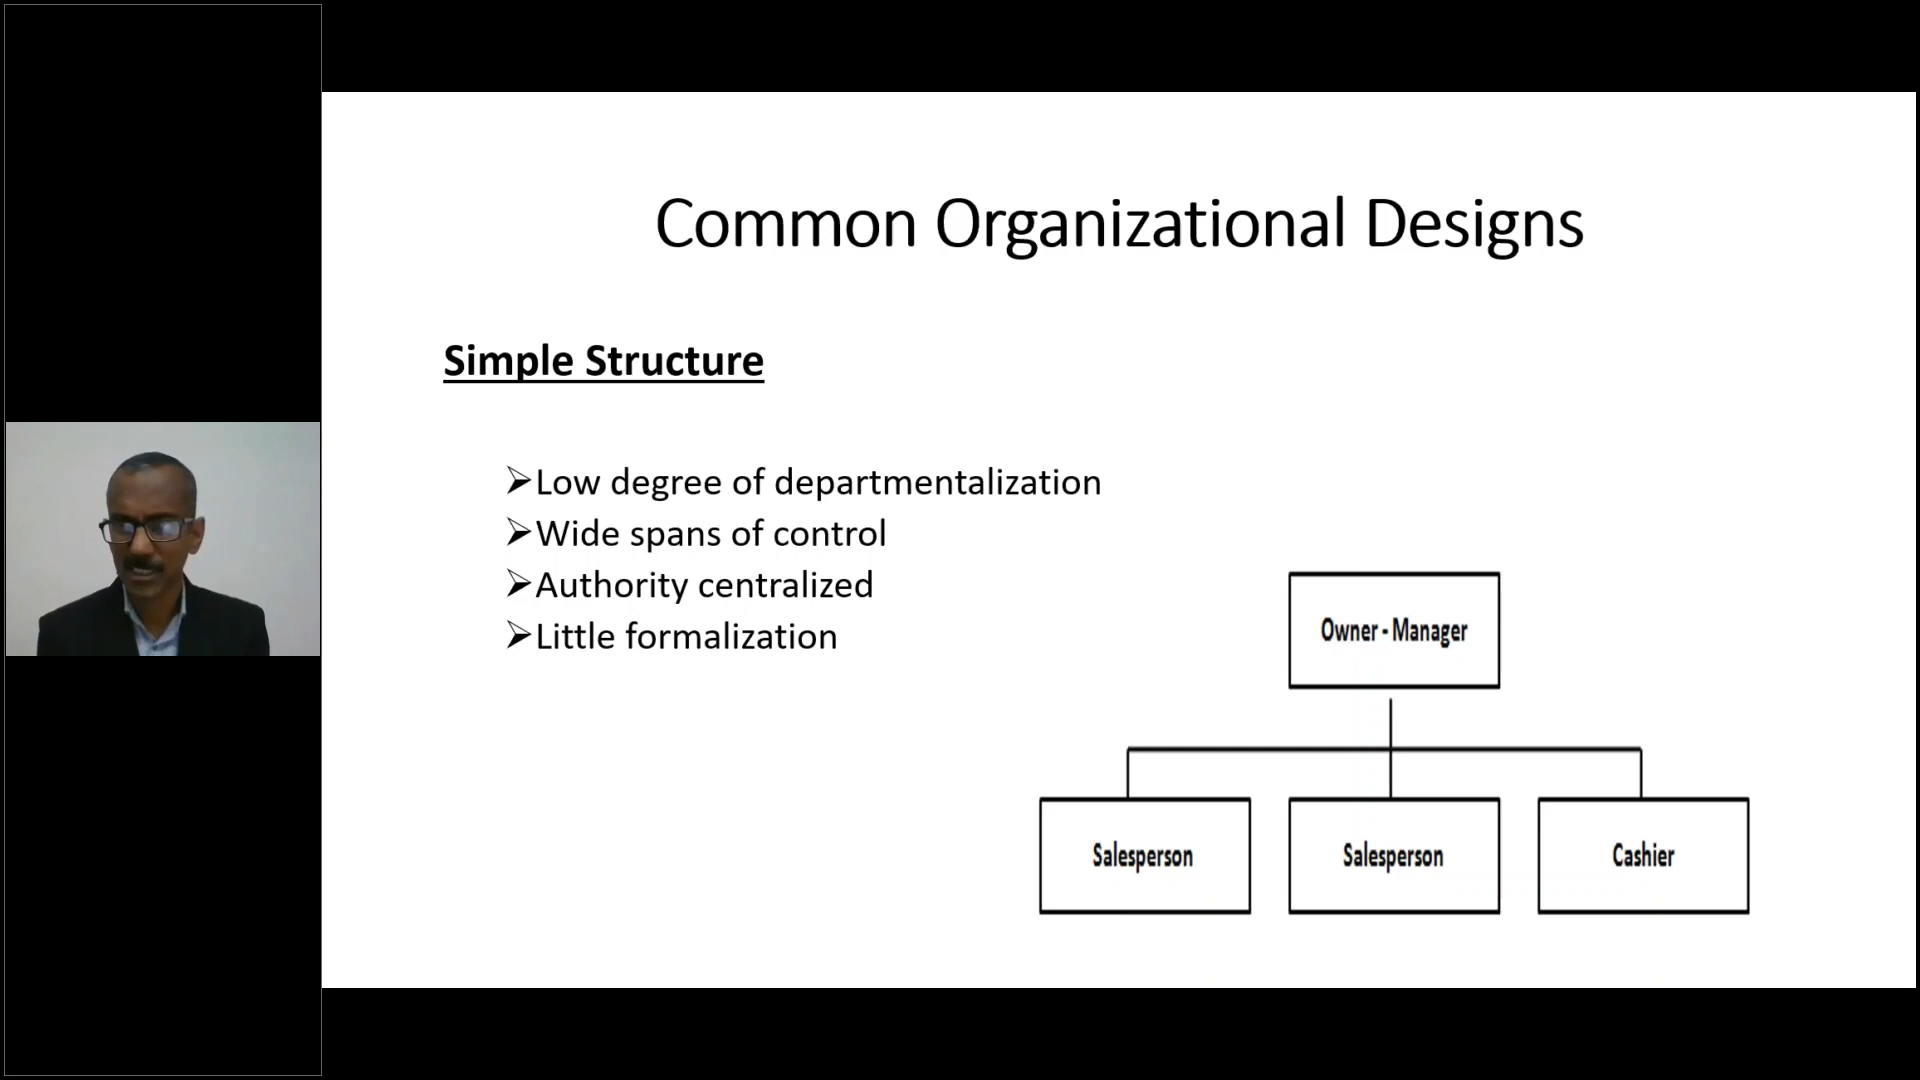 Common Organizational Designs
Simple Structure
➢Low degree of departmentalization
➢Wide spans of control
➢Authority centralized
➢Little formalization
Owner - Manager
Salesperson
Salesperson
Cashier